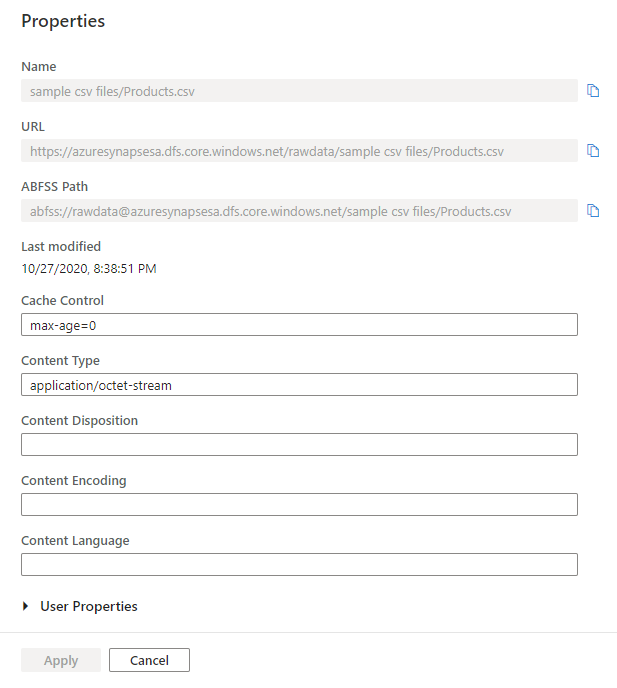 Properties
Name
sample csv files/Products.csv
URL
https://azuresynapsesa.dfs.core.windows.net/rawdata/sample csv files/Products.csv
ABFSS Path
abfss://rawdata@azuresynapsesa.dfs.core.windows.net/sample csv files/Products.csv
Last modified
10/27/2020, 8:38:51 PM
Cache Control
max-age=0
Content Type
application/octet-stream
Content Disposition
Content Encoding
Content Language
User Properties
Apply Cancel